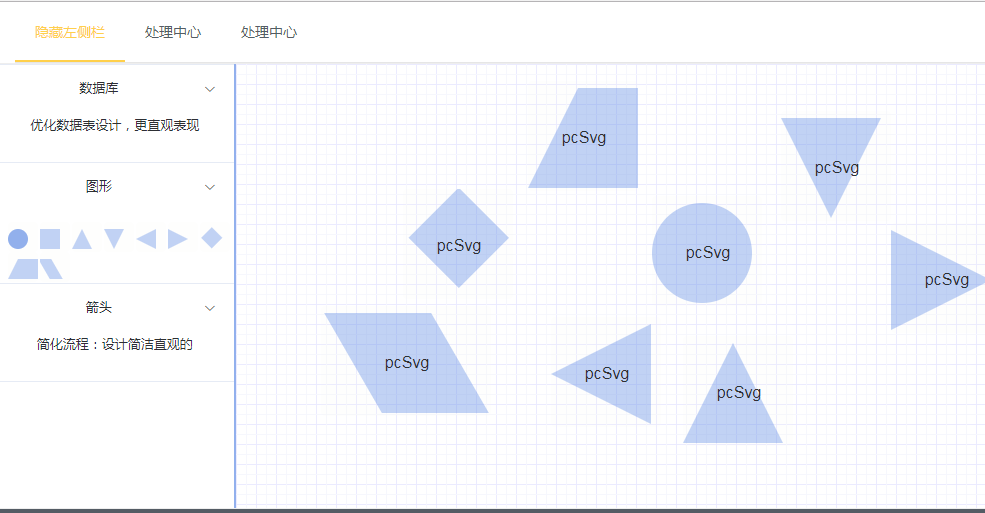 隐藏左侧栏 处理中心 处理中心
数据库
优化数据表设计，更直观表现
图形
箭头
简化流程：设计简洁直观的
pcSvg
pcSvg
pcSvg
pcSvg
pcSvg
pcSvg
pcSvg
pcSvg